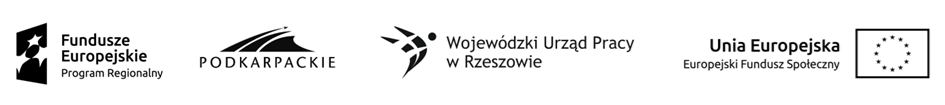 Fundusze
Europejskie
Program Regionalny
PODKARPACKIE
Wojewódzki Urząd Pracy
w Rzeszowie
Unia Europejska
Europejski Fundusz Społeczny